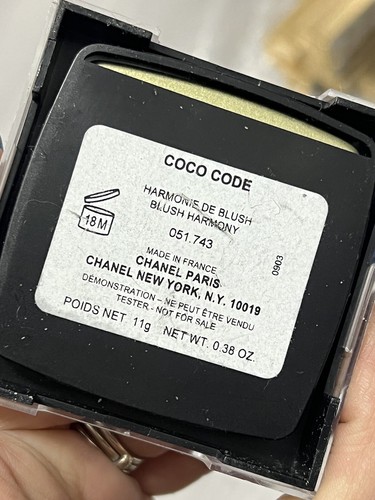 COCO CODE
HARMONIE DE BLUSH
BLUSH HARMONY
051.743
18M
0903
MADE IN FRANCE
CHANEL PARIS
CHANEL NEW YORK, N.Y. 10019
DÉMONSTRATION – NE PEUT ÊTRE VENDU
TESTER - NOT FOR SALE
POIDS NET 11g NET WT. 0.38 OZ.